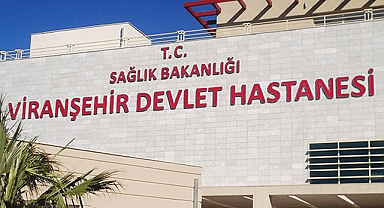 T.C.
SAĞLIK BAKANLIĞI
VİRANŞEHİR DEVLET HASTANESİ